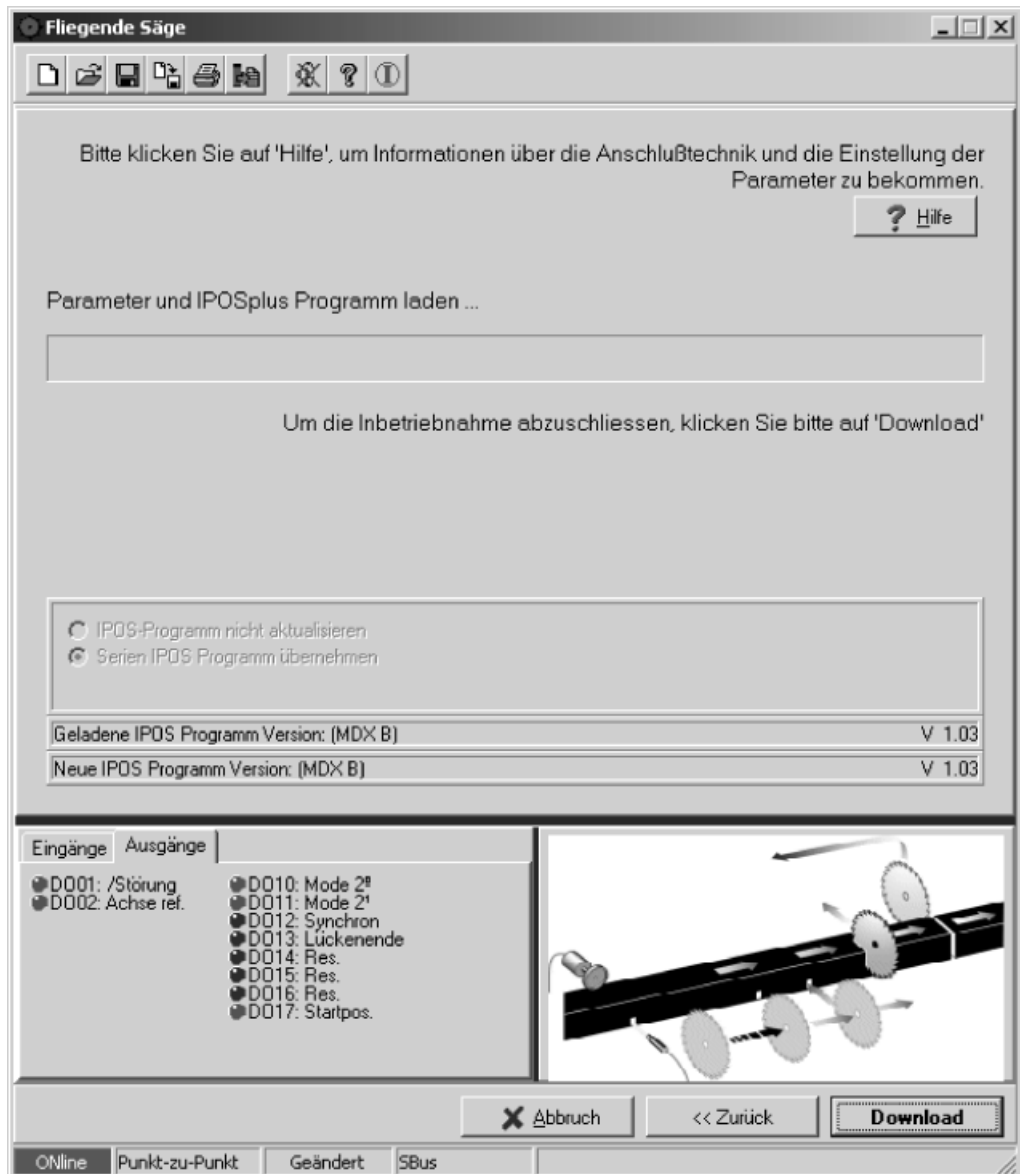 Fliegende Säge
Bitte klicken Sie auf 'Hilfe', um Informationen über die Anschlußtechnik und die Einstellung der
Parameter zu bekommen.
Hilfe
Parameter und IPOSplus Programm laden ...
Um die Inbetriebnahme abzuschliessen, klicken Sie bitte auf 'Download'
IPOS-Programm nicht aktualisieren
Serien IPOS Programm übernehmen
Geladene IPOS Programm Version: (MDX B) V 1.03
Neue IPOS Programm Version: (MDX B) V 1.03
Eingänge Ausgänge
DO01: /Störung
DO02: Achse ref.
DO10: Mode 2⁰
DO11: Mode 2¹
DO12: Synchron
DO13: Lückenende
DO14: Res.
DO15: Res.
DO16: Res.
DO17: Startpos.
Abbruch
<< Zurück
Download
ONline Punkt-zu-Punkt Geändert SBus